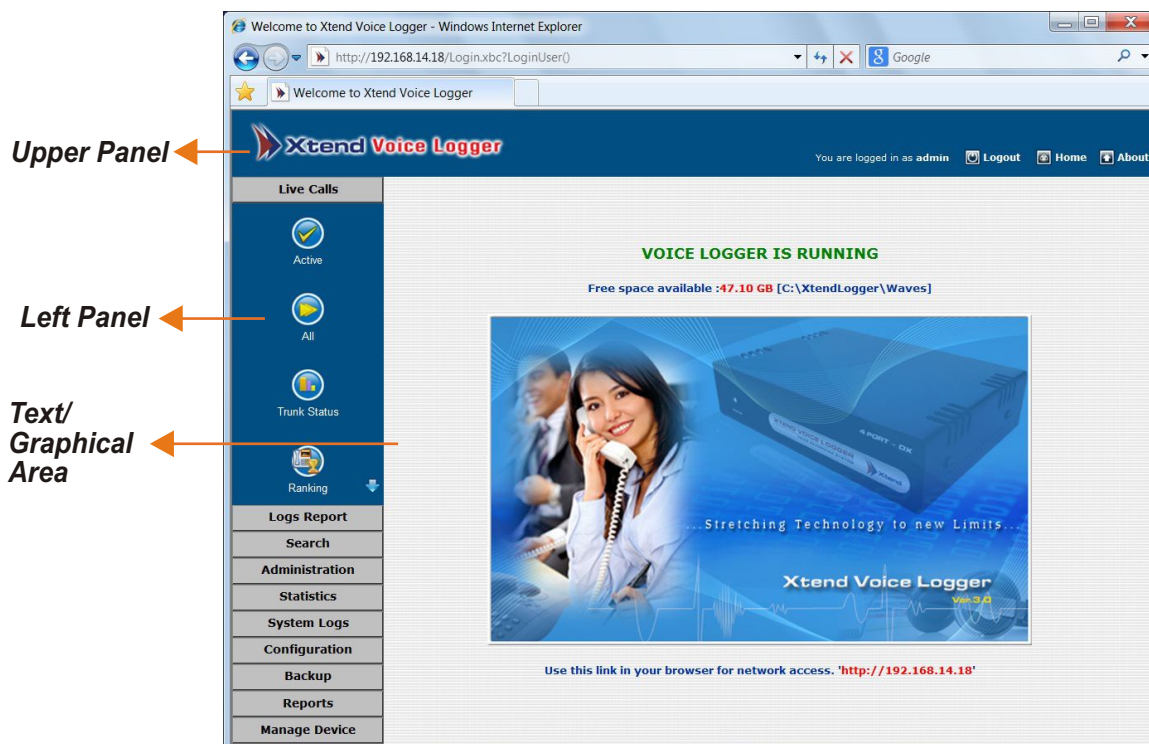 Welcome to Xtend Voice Logger - Windows Internet Explorer
http://192.168.14.18/Login.xbc?LoginUser()
Google
Welcome to Xtend Voice Logger
Upper Panel
Xtend Voice Logger
You are logged in as admin Logout Home About
Live Calls
Active
Left Panel
All
Trunk Status
Text/
Graphical
Area
Ranking
Logs Report
Search
Administration
Statistics
System Logs
Configuration
Backup
Reports
Manage Device
VOICE LOGGER IS RUNNING
Free space available :47.10 GB [C:\XtendLogger\Waves]
XTEND VOICE LOGGER
4 PORT - DX
Xtend
...Stretching Technology to new Limits...
Xtend Voice Logger
Ver.3.0
Use this link in your browser for network access. 'http://192.168.14.18'